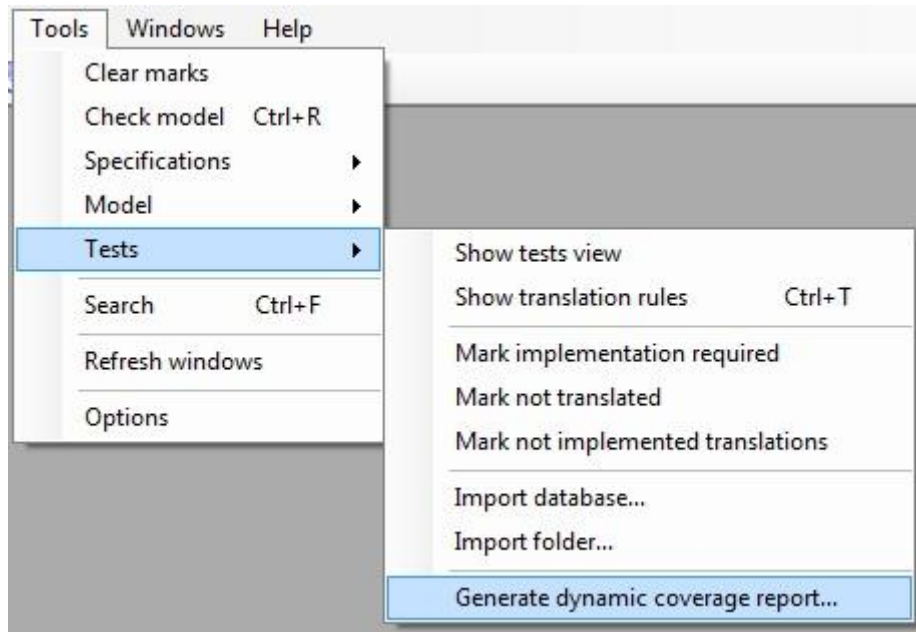 Tools Windows Help
Clear marks
Check model Ctrl+R
Specifications
Model
Tests
Search Ctrl+F
Refresh windows
Options
Show tests view
Show translation rules Ctrl+T
Mark implementation required
Mark not translated
Mark not implemented translations
Import database...
Import folder...
Generate dynamic coverage report...